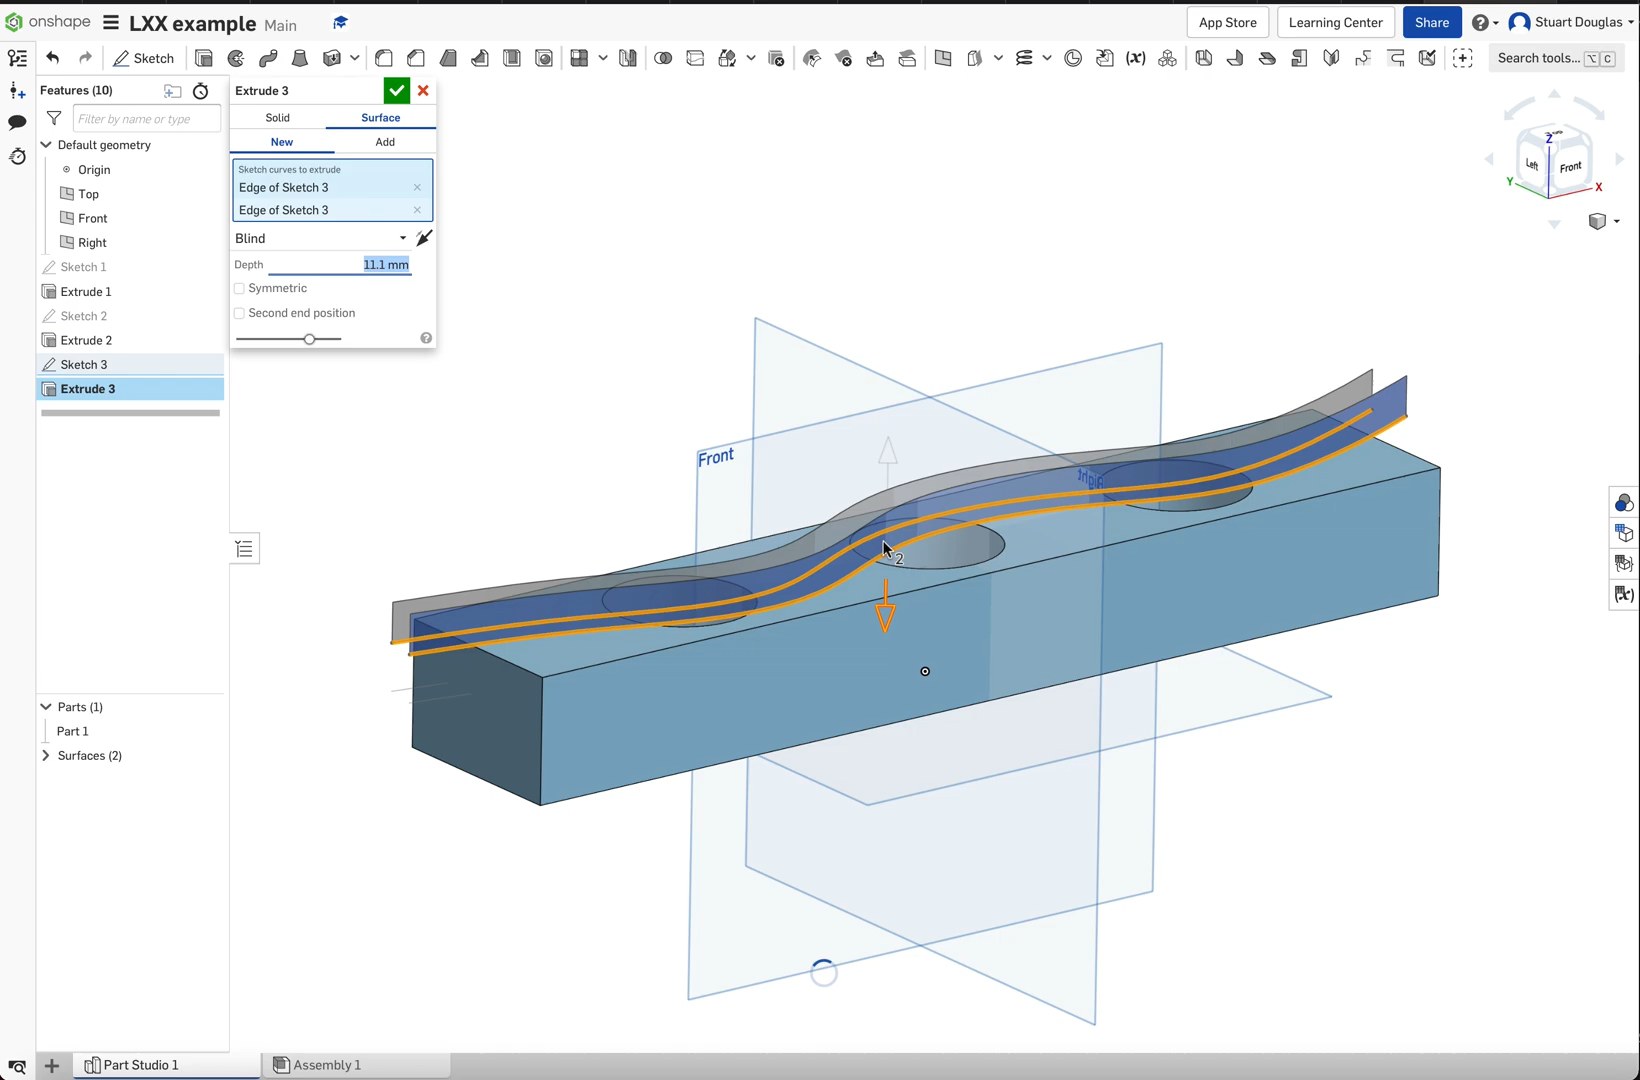 onshape LXX example Main App Store Learning Center Share Stuart Douglas
Sketch Search tools... ⌥ C
Features (10)
Filter by name or type
Default geometry
Origin
Top
Front
Right
Sketch 1
Extrude 1
Sketch 2
Extrude 2
Sketch 3
Extrude 3
Parts (1)
Part 1
Surfaces (2)
Extrude 3
Solid Surface
New Add
Sketch curves to extrude
Edge of Sketch 3
Edge of Sketch 3
Blind
Depth 11.1 mm
Symmetric
Second end position
Front
Right
2
Top
Z
Left Front
Y X
(x)
(x)
Part Studio 1 Assembly 1